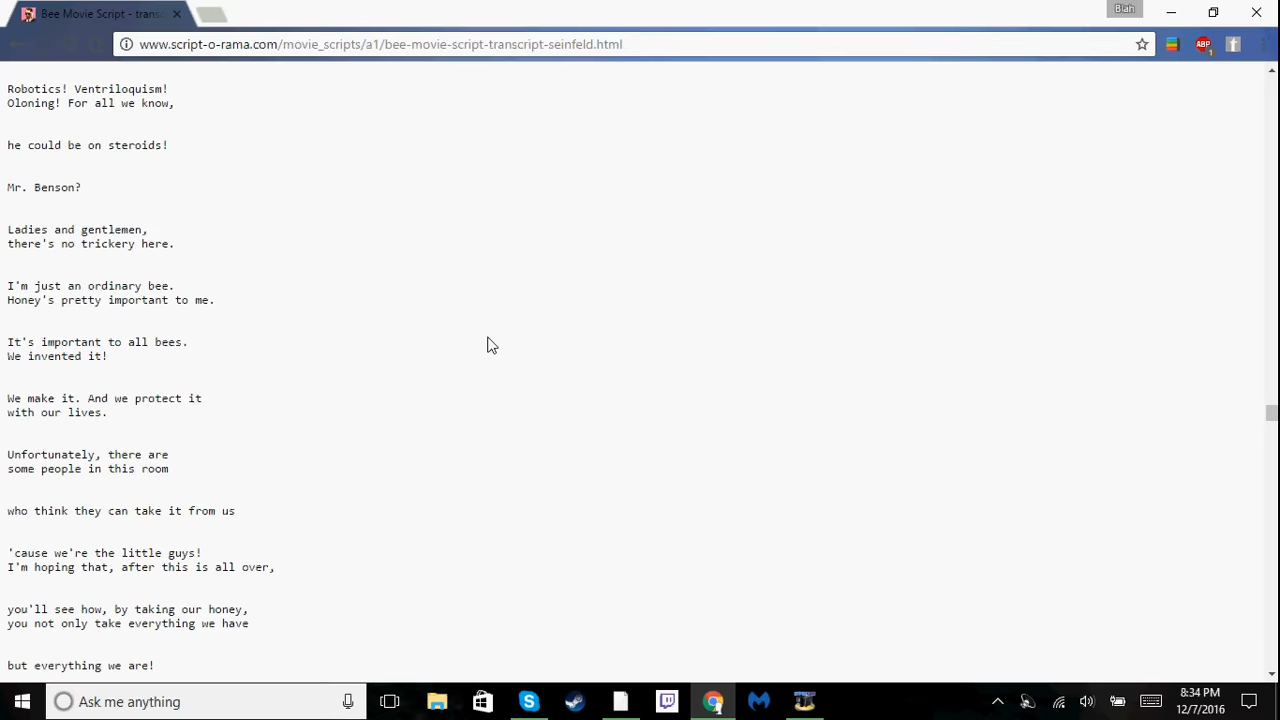 Bee Movie Script - trans
Blah
www.script-o-rama.com/movie_scripts/a1/bee-movie-script-transcript-seinfeld.html
ABP
1
Robotics! Ventriloquism!
Oloning! For all we know,
he could be on steroids!
Mr. Benson?
Ladies and gentlemen,
there's no trickery here.
I'm just an ordinary bee.
Honey's pretty important to me.
It's important to all bees.
We invented it!
We make it. And we protect it
with our lives.
Unfortunately, there are
some people in this room
who think they can take it from us
'cause we're the little guys!
I'm hoping that, after this is all over,
you'll see how, by taking our honey,
you not only take everything we have
but everything we are!
Ask me anything
8:34 PM
12/7/2016